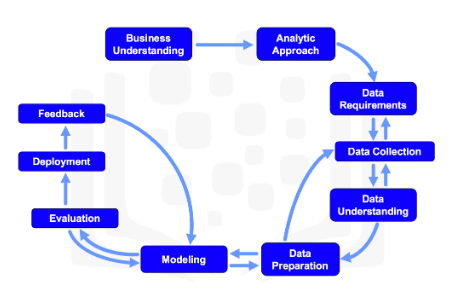 Business
Understanding
Analytic
Approach
Data
Requirements
Data Collection
Data
Understanding
Data
Preparation
Modeling
Evaluation
Deployment
Feedback